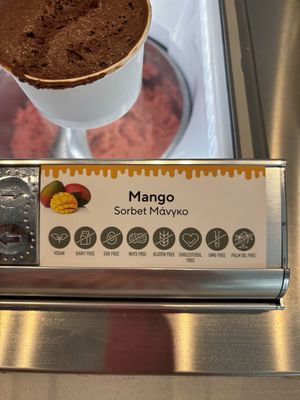 Mango
Sorbet Μάνγκο
VEGAN DAIRY FREE EGG FREE NUTS FREE GLUTEN FREE CHOLESTEROL FREE GMO FREE PALM OIL FREE